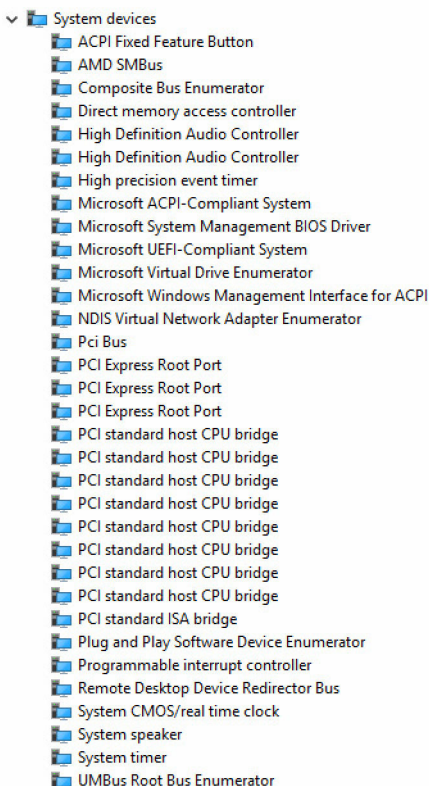 System devices
ACPI Fixed Feature Button
AMD SMBus
Composite Bus Enumerator
Direct memory access controller
High Definition Audio Controller
High Definition Audio Controller
High precision event timer
Microsoft ACPI-Compliant System
Microsoft System Management BIOS Driver
Microsoft UEFI-Compliant System
Microsoft Virtual Drive Enumerator
Microsoft Windows Management Interface for ACPI
NDIS Virtual Network Adapter Enumerator
Pci Bus
PCI Express Root Port
PCI Express Root Port
PCI Express Root Port
PCI standard host CPU bridge
PCI standard host CPU bridge
PCI standard host CPU bridge
PCI standard host CPU bridge
PCI standard host CPU bridge
PCI standard host CPU bridge
PCI standard host CPU bridge
PCI standard host CPU bridge
PCI standard ISA bridge
Plug and Play Software Device Enumerator
Programmable interrupt controller
Remote Desktop Device Redirector Bus
System CMOS/real time clock
System speaker
System timer
UMBus Root Bus Enumerator